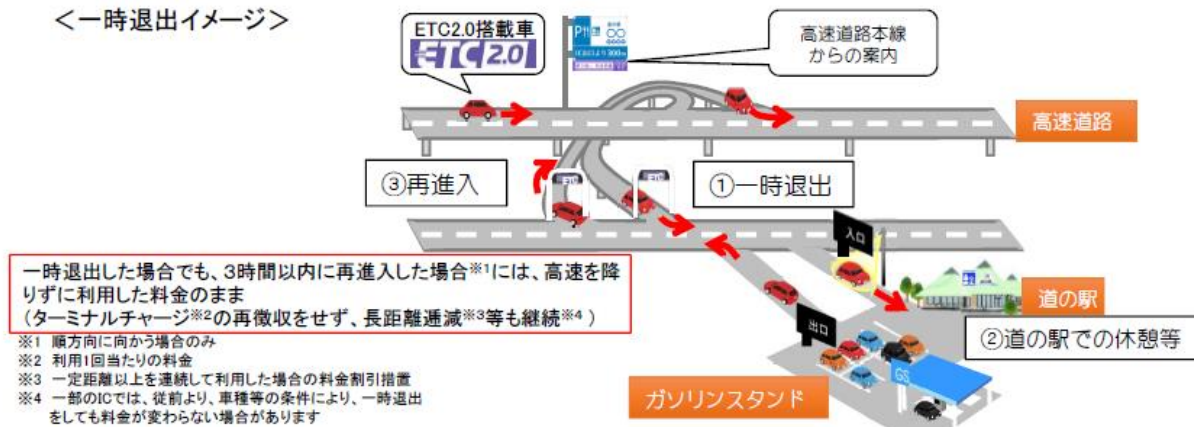 ＜一時退出イメージ＞
ETC2.0搭載車
ETC 2.0
高速道路本線
からの案内
高速道路
③再進入
①一時退出
ETC
ETC
入口
一時退出した場合でも、3時間以内に再進入した場合※1には、高速を降
りずに利用した料金のまま
（ターミナルチャージ※2の再徴収をせず、長距離逓減※3等も継続※4）
道の駅
※1 順方向に向かう場合のみ
※2 利用1回当たりの料金
※3 一定距離以上を連続して利用した場合の料金割引措置
※4 一部のICでは、従前より、車種等の条件により、一時退出
をしても料金が変わらない場合があります
出口
②道の駅での休憩等
GS
ガソリンスタンド